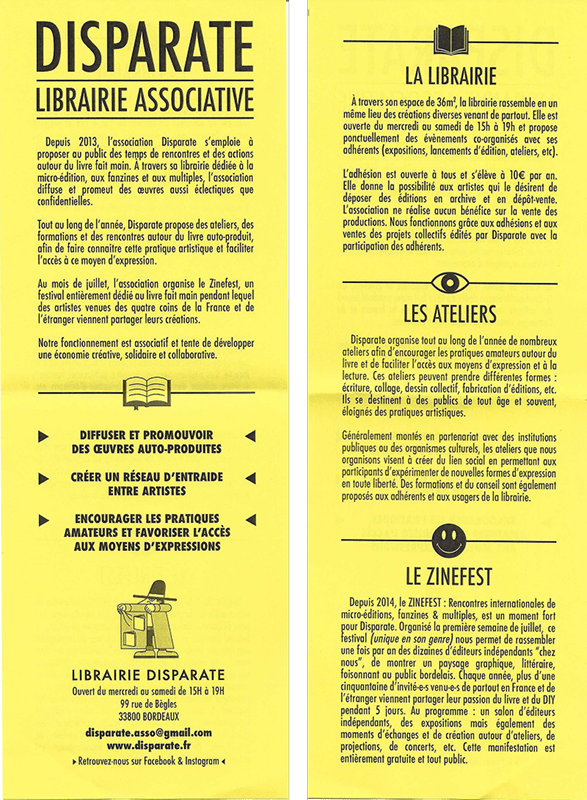 DISPARATE
LIBRAIRIE ASSOCIATIVE
Depuis 2013, l'association Disparate s'emploie à
proposer au public des temps de rencontres et des actions
autour du livre fait main. À travers sa librairie dédiée à la
micro-édition, aux fanzines et aux multiples, l'association
diffuse et promeut des œuvres aussi éclectiques que
confidentielles.
Tout au long de l'année, Disparate propose des ateliers, des
formations et des rencontres autour du livre auto-produit,
afin de faire connaitre cette pratique artistique et faciliter
l'accès à ce moyen d'expression.
Au mois de juillet, l'association organise le Zinefest, un
festival entièrement dédié au livre fait main pendant lequel
des artistes venues des quatre coins de la France et de
l'étranger viennent partager leurs créations.
Notre fonctionnement est associatif et tente de développer
une économie créative, solidaire et collaborative.
DIFFUSER ET PROMOUVOIR
DES ŒUVRES AUTO-PRODUITES
CRÉER UN RÉSEAU D'ENTRAIDE
ENTRE ARTISTES
ENCOURAGER LES PRATIQUES
AMATEURS ET FAVORISER L'ACCÈS
AUX MOYENS D'EXPRESSIONS
LIBRAIRIE DISPARATE
Ouvert du mercredi au samedi de 15H à 19H
99 rue de Bègles
33800 BORDEAUX
disparate.asso@gmail.com
www.disparate.fr
Retrouvez-nous sur Facebook & Instagram
LA LIBRAIRIE
À travers son espace de 36m², la librairie rassemble en un
même lieu des créations diverses venant de partout. Elle est
ouverte du mercredi au samedi de 15h à 19h et propose
ponctuellement des évènements co-organisés avec ses
adhérents (expositions, lancements d'édition, ateliers, etc).
L'adhésion est ouverte à tous et s'élève à 10€ par an.
Elle donne la possibilité aux artistes qui le désirent de
déposer des éditions en archive et en dépôt-vente.
L'association ne réalise aucun bénéfice sur la vente des
productions. Nous fonctionnons grâce aux adhésions et aux
ventes des projets collectifs édités par Disparate avec la
participation des adhérents.
LES ATELIERS
Disparate organise tout au long de l'année de nombreux
ateliers afin d'encourager les pratiques amateurs autour du
livre et de faciliter l'accès aux moyens d'expression et à la
lecture. Ces ateliers peuvent prendre différentes formes :
écriture, collage, dessin collectif, fabrication d'éditions, etc.
Ils se destinent à des publics de tout âge et souvent,
éloignés des pratiques artistiques.
Généralement montés en partenariat avec des institutions
publiques ou des organismes culturels, les ateliers que nous
organisons visent à créer du lien social en permettant aux
participants d'expérimenter de nouvelles formes d'expression
en toute liberté. Des formations et du conseil sont également
proposés aux adhérents et aux usagers de la librairie.
LE ZINEFEST
Depuis 2014, le ZINEFEST : Rencontres internationales de
micro-éditions, fanzines & multiples, est un moment fort
pour Disparate. Organisé la première semaine de juillet, ce
festival (unique en son genre) nous permet de rassembler
une fois par an des dizaines d'éditeurs indépendants "chez
nous", de montrer un paysage graphique, littéraire,
foisonnant au public bordelais. Chaque année, plus d'une
cinquantaine d'invité·e·s venu·e·s de partout en France et de
l'étranger viennent partager leur passion du livre et du DIY
pendant 5 jours. Au programme : un salon d'éditeurs
indépendants, des expositions mais également des
moments d'échanges et de création autour d'ateliers, de
projections, de concerts, etc. Cette manifestation est
entièrement gratuite et tout public.